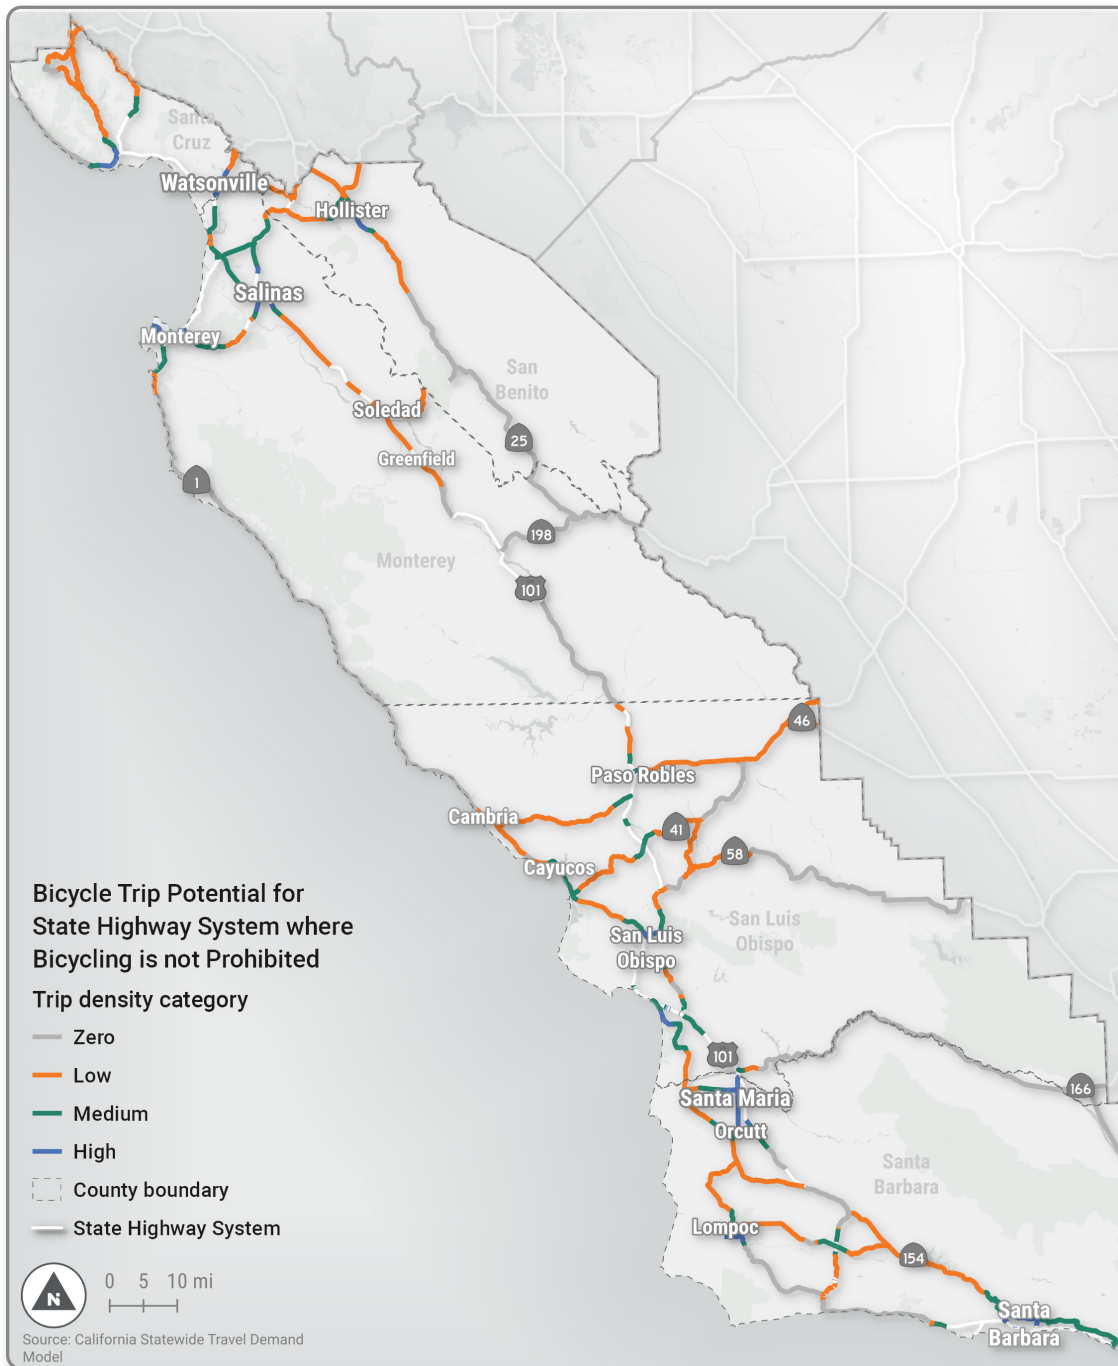 Santa
Cruz
Watsonville
Hollister
Salinas
Monterey
San
Benito
Soledad
25
Greenfield
1
198
Monterey
101
46
Paso Robles
Cambria
41
58
Cayucos
San Luis
Obispo
San Luis
Obispo
101
166
Santa Maria
Orcutt
Santa
Barbara
Lompoc
154
Santa
Barbara
Bicycle Trip Potential for
State Highway System where
Bicycling is not Prohibited
Trip density category
Zero
Low
Medium
High
County boundary
State Highway System
N
0 5 10 mi
Source: California Statewide Travel Demand
Model